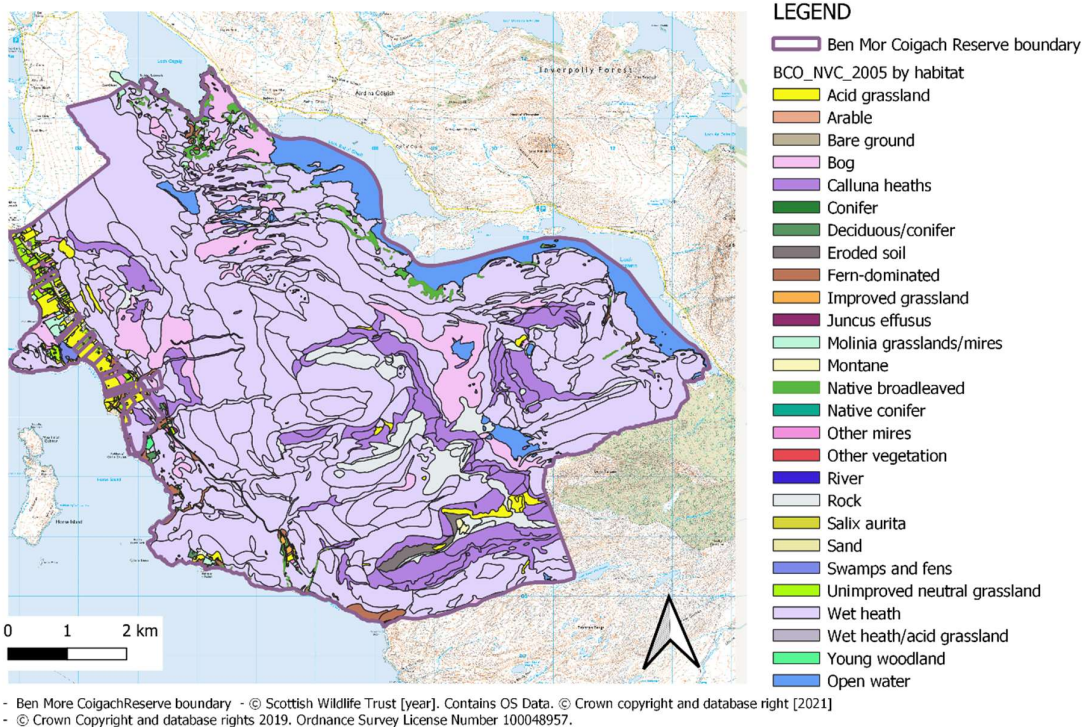 LEGEND
Ben Mor Coigach Reserve boundary
BCO_NVC_2005 by habitat
Acid grassland
Arable
Bare ground
Bog
Calluna heaths
Conifer
Deciduous/conifer
Eroded soil
Fern-dominated
Improved grassland
Juncus effusus
Molinia grasslands/mires
Montane
Native broadleaved
Native conifer
Other mires
Other vegetation
River
Rock
Salix aurita
Sand
Swamps and fens
Unimproved neutral grassland
Wet heath
Wet heath/acid grassland
Young woodland
Open water
Inverpolly Forest
0 1 2 km
- Ben More CoigachReserve boundary - © Scottish Wildlife Trust [year]. Contains OS Data. © Crown copyright and database right [2021]
- © Crown Copyright and database rights 2019. Ordnance Survey License Number 100048957.